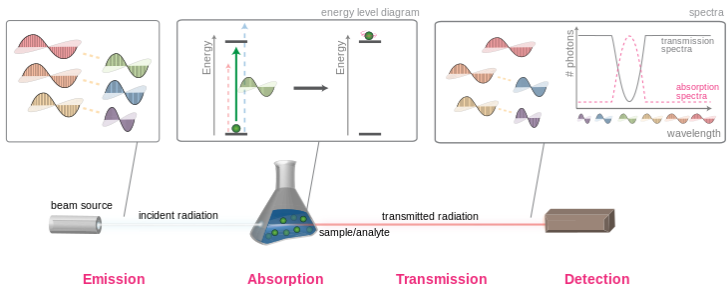 energy level diagram
spectra
Energy
Energy
# photons
transmission
spectra
absorption
spectra
wavelength
beam source
incident radiation
transmitted radiation
sample/analyte
Emission
Absorption
Transmission
Detection